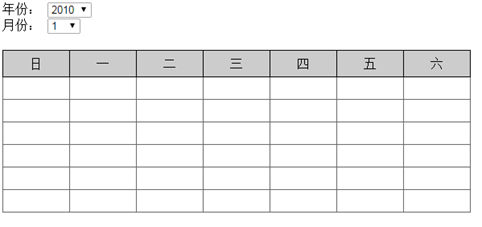 年份： 2010
月份： 1
日 一 二 三 四 五 六